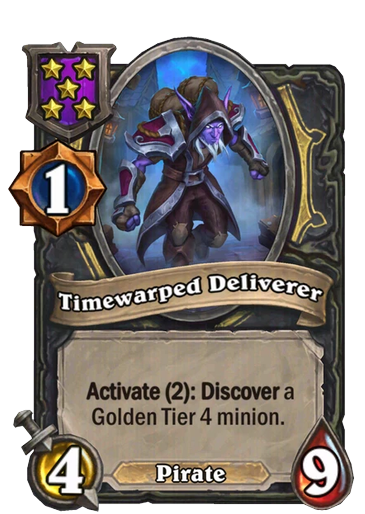 1
Timewarped Deliverer
Activate (2): Discover a
Golden Tier 4 minion.
4
Pirate
9